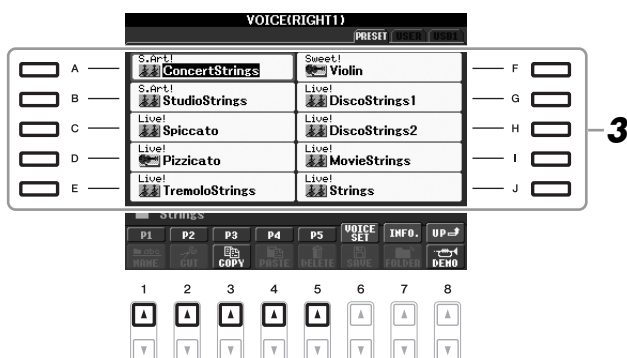 VOICE(RIGHT1)
PRESET USER USB1
A S.Art! ConcertStrings Sweet! Violin F
B S.Art! StudioStrings Live! DiscoStrings1 G
C Live! Spiccato Live! DiscoStrings2 H
D Live! Pizzicato Live! MovieStrings I
E Live! TremoloStrings Live! Strings J
3
Strings
P1 P2 P3 P4 P5 VOICE SET INFO. UP
NAME CUT COPY PASTE DELETE SAVE FOLDER DEMO
1 2 3 4 5 6 7 8